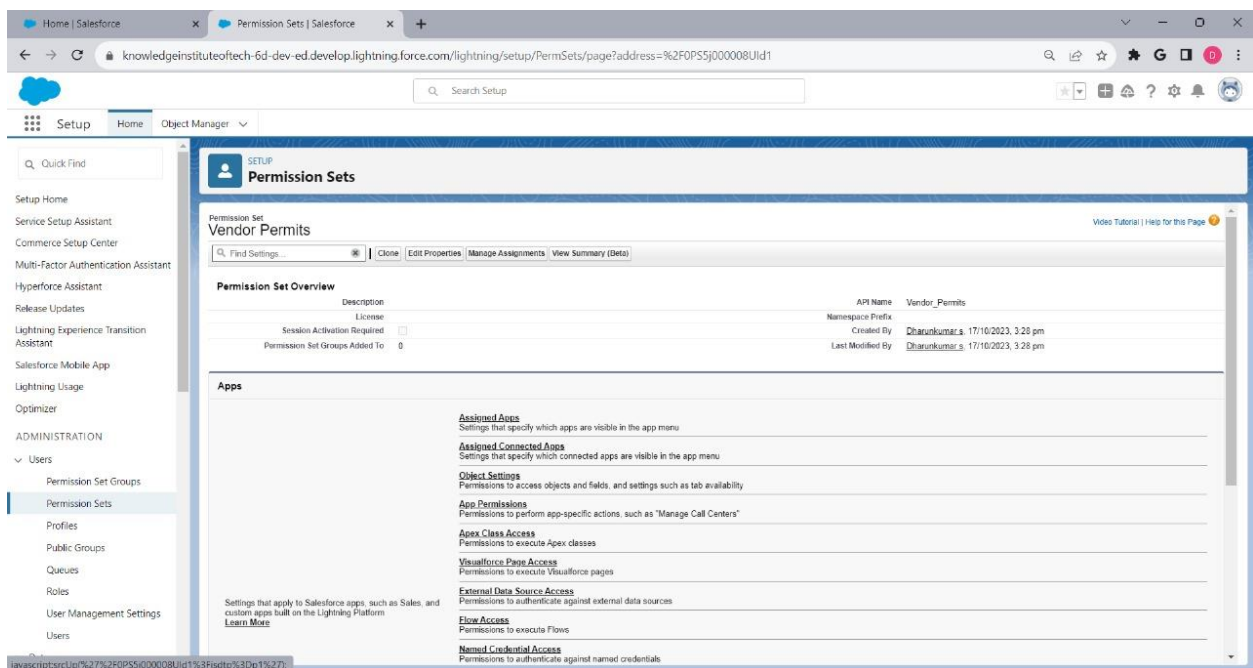 Home | Salesforce
Permission Sets | Salesforce
knowledgeinstituteoftech-6d-dev-ed.develop.lightning.force.com/lightning/setup/PermSets/page?address=%2F0PS5j000008UId1
G
D
Search Setup
Setup
Home
Object Manager
Quick Find
Setup Home
Service Setup Assistant
Commerce Setup Center
Multi-Factor Authentication Assistant
Hyperforce Assistant
Release Updates
Lightning Experience Transition
Assistant
Salesforce Mobile App
Lightning Usage
Optimizer
ADMINISTRATION
Users
Permission Set Groups
Permission Sets
Profiles
Public Groups
Queues
Roles
User Management Settings
Users
SETUP
Permission Sets
Permission Set
Vendor Permits
Video Tutorial | Help for this Page
Find Settings...
Clone
Edit Properties
Manage Assignments
View Summary (Beta)
Permission Set Overview
Description
API Name Vendor_Permits
License
Namespace Prefix
Session Activation Required
Created By Dharunkumar s, 17/10/2023, 3:28 pm
Permission Set Groups Added To 0
Last Modified By Dharunkumar s, 17/10/2023, 3:28 pm
Apps
Settings that apply to Salesforce apps, such as Sales, and
custom apps built on the Lightning Platform
Learn More
Assigned Apps
Settings that specify which apps are visible in the app menu
Assigned Connected Apps
Settings that specify which connected apps are visible in the app menu
Object Settings
Permissions to access objects and fields, and settings such as tab availability
App Permissions
Permissions to perform app-specific actions, such as "Manage Call Centers"
Apex Class Access
Permissions to execute Apex classes
Visualforce Page Access
Permissions to execute Visualforce pages
External Data Source Access
Permissions to authenticate against external data sources
Flow Access
Permissions to execute Flows
Named Credential Access
Permissions to authenticate against named credentials
javascript:srcUp(%27%2F0PS5j000008UId1%3Fisdtp%3Dp1%27);